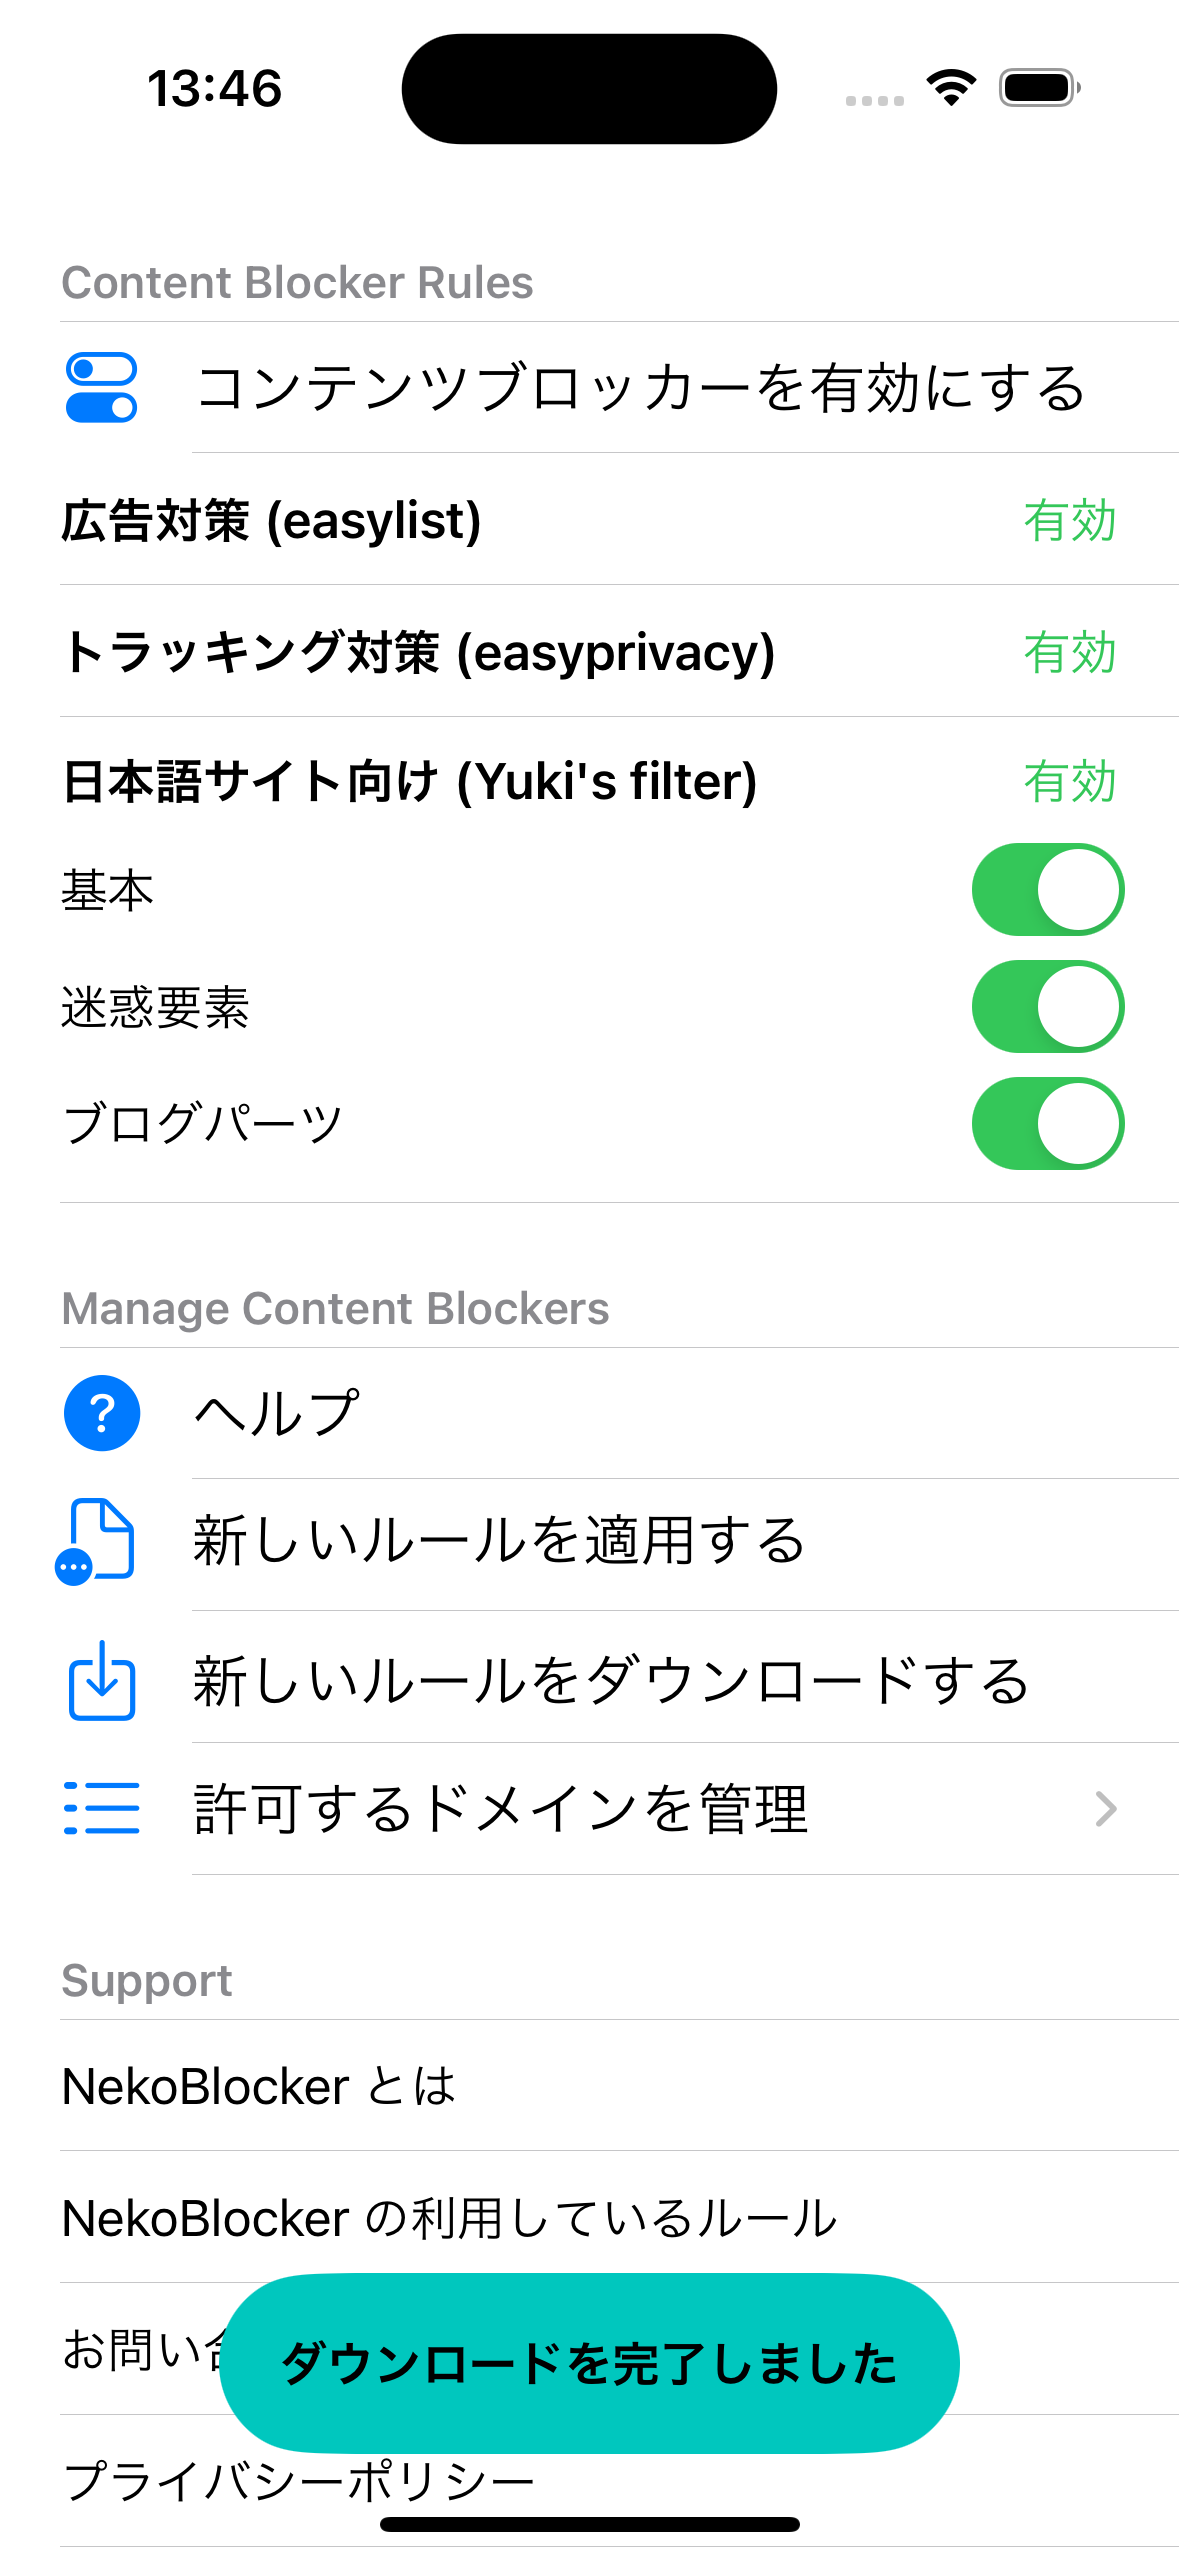 13:46
Content Blocker Rules
コンテンツブロッカーを有効にする
広告対策 (easylist) 有効
トラッキング対策 (easyprivacy) 有効
日本語サイト向け (Yuki's filter) 有効
基本
迷惑要素
ブログパーツ
Manage Content Blockers
ヘルプ
新しいルールを適用する
新しいルールをダウンロードする
許可するドメインを管理
Support
NekoBlocker とは
NekoBlocker の利用しているルール
お問い合
ダウンロードを完了しました
プライバシーポリシー